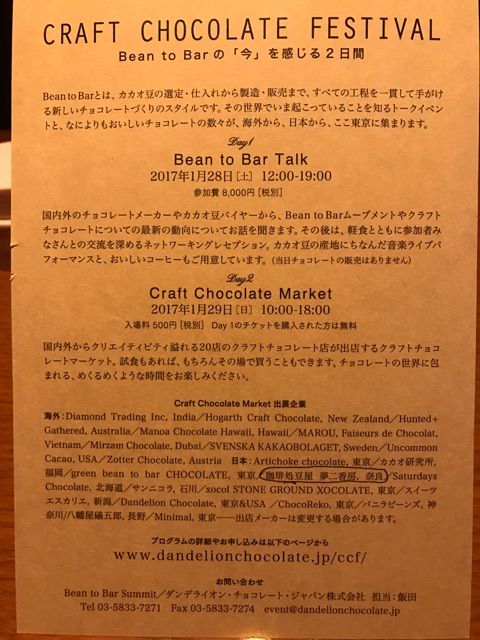 CRAFT CHOCOLATE FESTIVAL
Bean to Barの「今」を感じる2日間
Bean to Barとは、カカオ豆の選定・仕入れから製造・販売まで、すべての工程を一貫して手がけ
る新しいチョコレートづくりのスタイルです。その世界でいま起こっていることを知るトークイベン
トと、なによりもおいしいチョコレートの数々が、海外から、日本から、ここ東京に集まります。
Day1
Bean to Bar Talk
2017年1月28日[土] 12:00-19:00
参加費 8,000円[税別]
国内外のチョコレートメーカーやカカオ豆バイヤーから、Bean to Barムーブメントやクラフト
チョコレートについての最新の動向についてお話を聞きます。その後は、軽食とともに参加者み
なさんとの交流を深めるネットワーキングレセプション。カカオ豆の産地にちなんだ音楽ライブパ
フォーマンスと、おいしいコーヒーもご用意しています。(当日チョコレートの販売はありません)
Day2
Craft Chocolate Market
2017年1月29日[日] 10:00-18:00
入場料 500円[税別] Day 1のチケットを購入された方は無料
国内外からクリエイティビティ溢れる20店のクラフトチョコレート店が出店するクラフトチョコ
レートマーケット。試食もあれば、もちろんその場で買うこともできます。チョコレートの世界に包
まれる、めくるめくような時間をお楽しみください。
Craft Chocolate Market 出展企業
海外：Diamond Trading Inc, India／Hogarth Craft Chocolate, New Zealand／Hunted+
Gathered, Australia／Manoa Chocolate Hawaii, Hawaii／MAROU, Faiseurs de Chocolat,
Vietnam／Mirzam Chocolate, Dubai／SVENSKA KAKAOBOLAGET, Sweden／Uncommon
Cacao, USA／Zotter Chocolate, Austria 日本：Artichoke chocolate, 東京／カカオ研究所,
福岡／green bean to bar CHOCOLATE, 東京／珈琲処豆屋 夢二香房, 奈良／Saturdays
Chocolate, 北海道／サンニコラ, 石川／xocol STONE GROUND XOCOLATE, 東京／スイーツ
エスカリエ, 新潟／Dandelion Chocolate, 東京&USA／ChocoReko, 東京／バニラビーンズ, 神
奈川／八幡屋礒五郎, 長野／Minimal, 東京——出店メーカーは変更する場合があります。
プログラムの詳細やお申し込みは以下のページから
www.dandelionchocolate.jp/ccf/
お問い合わせ
Bean to Bar Summit／ダンデライオン・チョコレート・ジャパン株式会社 担当：飯田
Tel 03-5833-7271 Fax 03-5833-7274 event@dandelionchocolate.jp